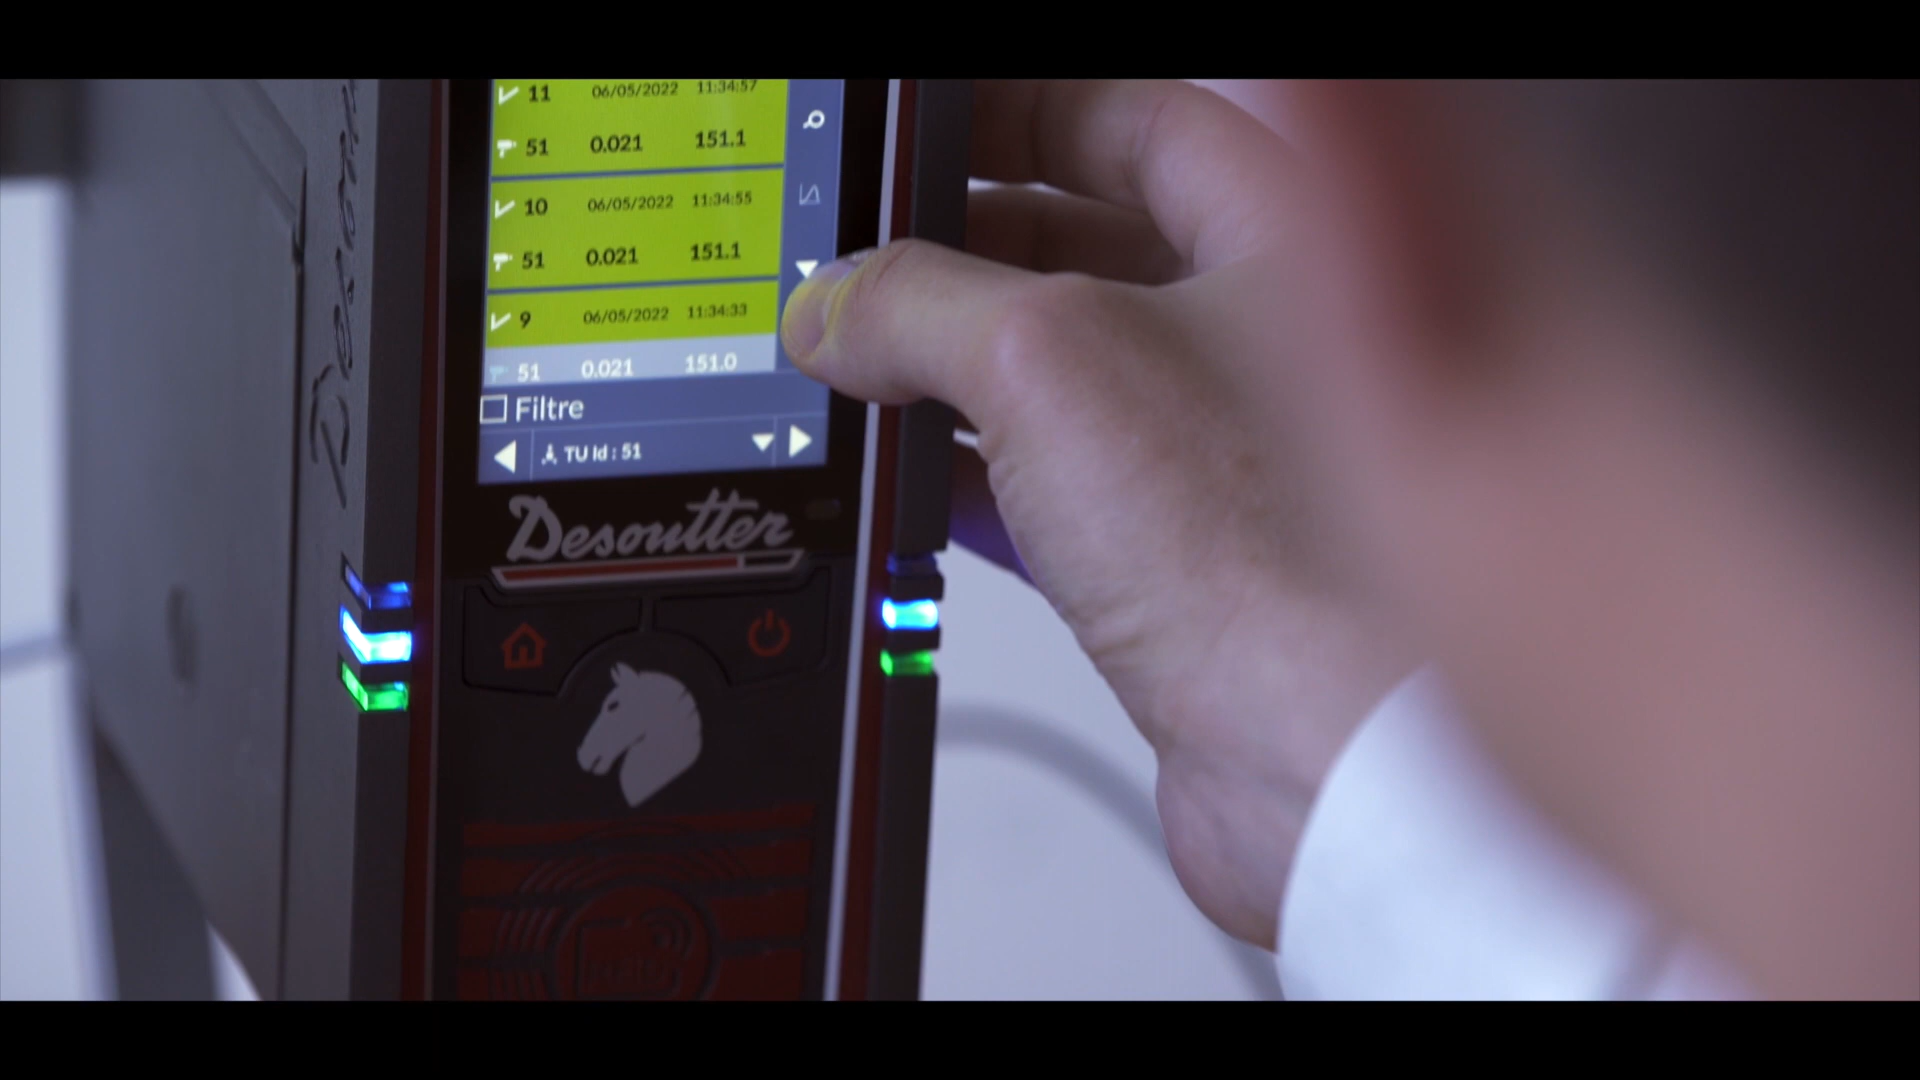 11 06/05/2022 11:34:57
51 0.021 151.1
10 06/05/2022 11:34:55
51 0.021 151.1
9 06/05/2022 11:34:33
51 0.021 151.0
Filtre
TU Id : 51
Desoutter
Desoutter